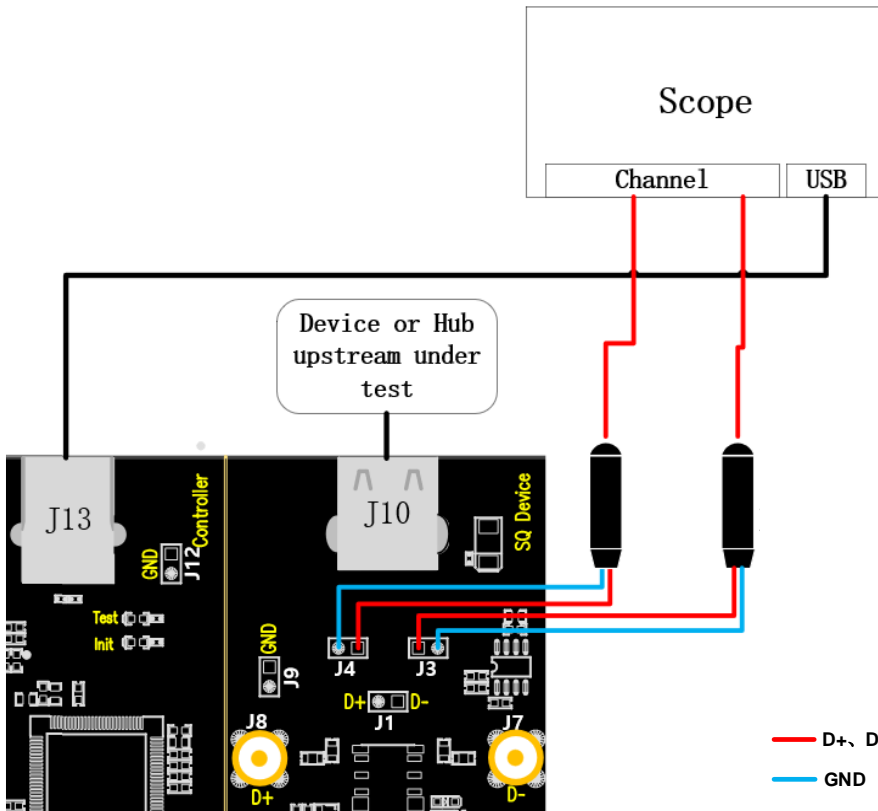 Scope
Channel
USB
Device or Hub
upstream under
test
J13
Controller
GND
J12
J10
SQ Device
Test
Init
GND
J9
J4
J3
D+
D-
J1
J8
J7
D+
D-
D+、D
GND